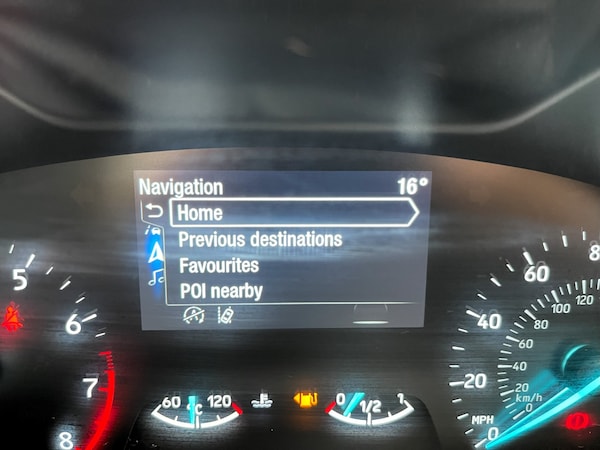 Navigation 16°
Home
Previous destinations
Favourites
POI nearby
5
6
7
8
60 °C 120
0 1/2 1
80
60
40
20
0
MPH
120
100
80
60
40
20
0
km/h